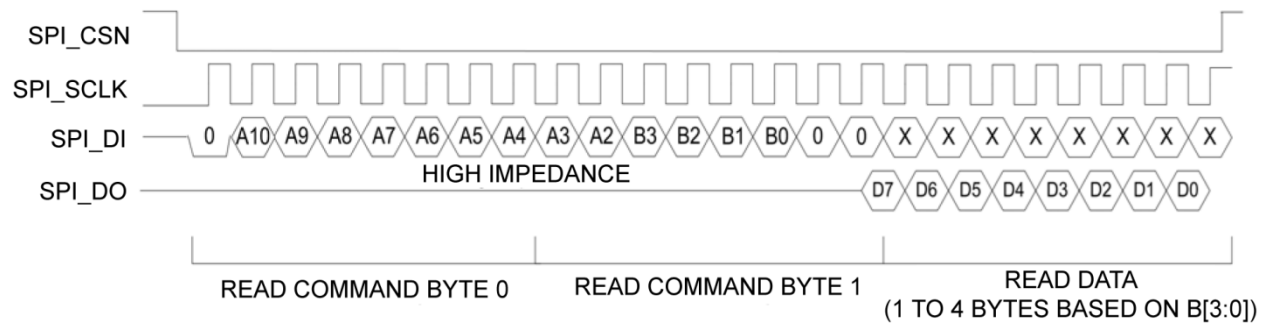 SPI_CSN
SPI_SCLK
SPI_DI 0 A10 A9 A8 A7 A6 A5 A4 A3 A2 B3 B2 B1 B0 0 0 X X X X X X X X
HIGH IMPEDANCE
SPI_DO D7 D6 D5 D4 D3 D2 D1 D0
READ COMMAND BYTE 0 READ COMMAND BYTE 1 READ DATA
(1 TO 4 BYTES BASED ON B[3:0])